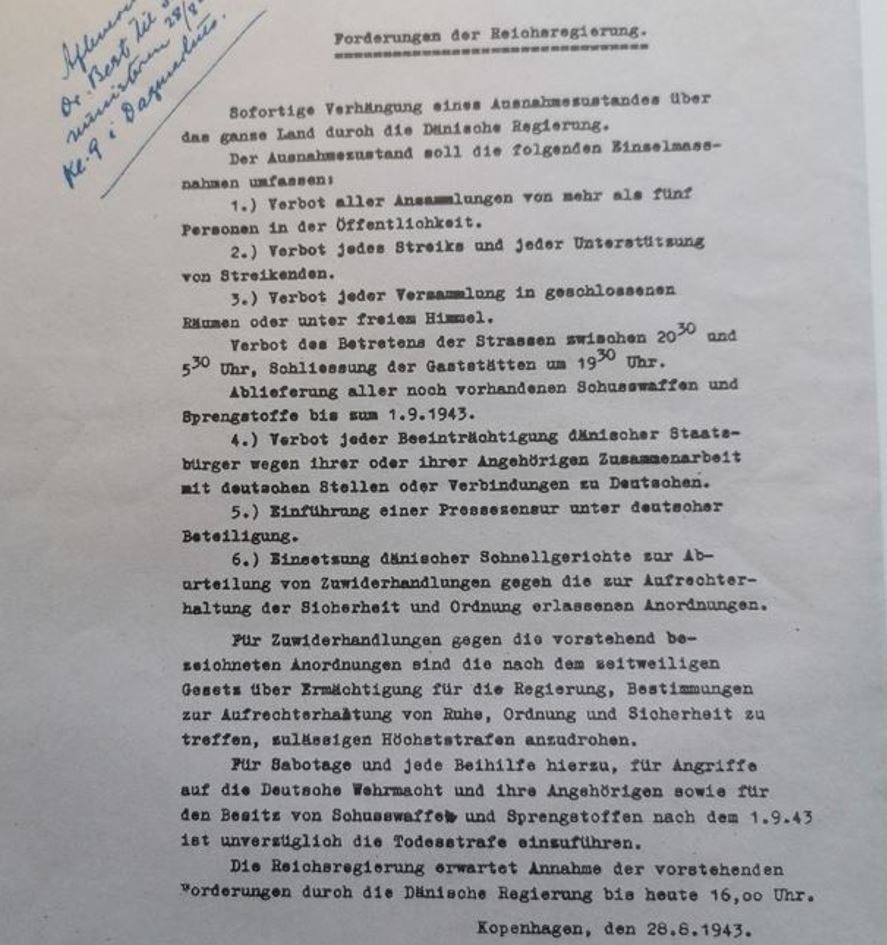 Afleveret
Dr. Best til
ministeren 28/8
Kl. 9 i Dagmarhus.
Forderungen der Reichsregierung.
Sofortige Verhängung eines Ausnahmezustandes über
das ganze Land durch die Dänische Regierung.
Der Ausnahmezustand soll die folgenden Einzelmass-
nahmen umfassen:
1.) Verbot aller Ansammlungen von mehr als fünf
Personen in der Öffentlichkeit.
2.) Verbot jedes Streiks und jeder Unterstützung
von Streikenden.
3.) Verbot jeder Versammlung in geschlossenen
Räumen oder unter freiem Himmel.
Verbot des Betretens der Strassen zwischen 20³⁰ und
5³⁰ Uhr, Schliessung der Gaststätten um 19³⁰ Uhr.
Ablieferung aller noch vorhandenen Schusswaffen und
Sprengstoffe bis zum 1.9.1943.
4.) Verbot jeder Beeinträchtigung dänischer Staats-
bürger wegen ihrer oder ihrer Angehörigen Zusammenarbeit
mit deutschen Stellen oder Verbindungen zu Deutschen.
5.) Einführung einer Pressezensur unter deutscher
Beteiligung.
6.) Einsetzung dänischer Schnellgerichte zur Ab-
urteilung von Zuwiderhandlungen gegen die zur Aufrechter-
haltung der Sicherheit und Ordnung erlassenen Anordnungen.
Für Zuwiderhandlungen gegen die vorstehend be-
zeichneten Anordnungen sind die nach dem zeitweiligen
Gesetz über Ermächtigung für die Regierung, Bestimmungen
zur Aufrechterhaltung von Ruhe, Ordnung und Sicherheit zu
treffen, zulässigen Höchststrafen anzudrohen.
Für Sabotage und jede Beihilfe hierzu, für Angriffe
auf die Deutsche Wehrmacht und ihre Angehörigen sowie für
den Besitz von Schusswaffen und Sprengstoffen nach dem 1.9.43
ist unverzüglich die Todesstrafe einzuführen.
Die Reichsregierung erwartet Annahme der vorstehenden
Forderungen durch die Dänische Regierung bis heute 16,oo Uhr.
Kopenhagen, den 28.8.1943.